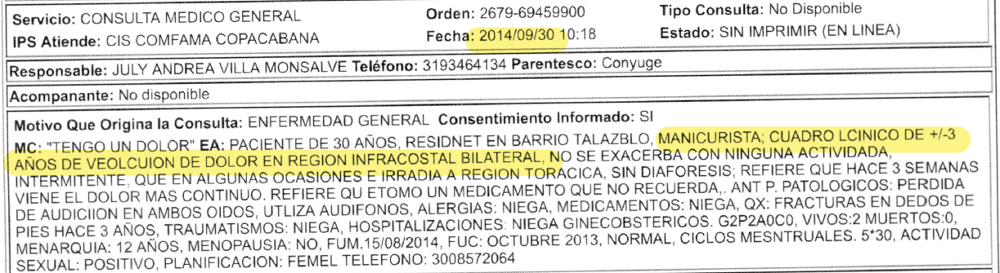 Servicio: CONSULTA MEDICO GENERAL Orden: 2679-69459900 Tipo Consulta: No Disponible
IPS Atiende: CIS COMFAMA COPACABANA Fecha: 2014/09/30 10:18 Estado: SIN IMPRIMIR (EN LINEA)
Responsable: JULY ANDREA VILLA MONSALVE Teléfono: 3193464134 Parentesco: Conyuge
Acompanante: No disponible
Motivo Que Origina la Consulta: ENFERMEDAD GENERAL Consentimiento Informado: SI
MC: "TENGO UN DOLOR" EA: PACIENTE DE 30 AÑOS, RESIDNET EN BARRIO TALAZBLO, MANICURISTA; CUADRO LCINICO DE +/-3
AÑOS DE VEOLCUION DE DOLOR EN REGION INFRACOSTAL BILATERAL, NO SE EXACERBA CON NINGUNA ACTIVIDADA,
INTERMITENTE, QUE EN ALGUNAS OCASIONES E IRRADIA A REGION TORACICA, SIN DIAFORESIS; REFIERE QUE HACE 3 SEMANAS
VIENE EL DOLOR MAS CONTINUO. REFIERE QU ETOMO UN MEDICAMENTO QUE NO RECUERDA,. ANT P. PATOLOGICOS: PERDIDA
DE AUDICIION EN AMBOS OIDOS, UTLIZA AUDIFONOS, ALERGIAS: NIEGA, MEDICAMENTOS: NIEGA, QX: FRACTURAS EN DEDOS DE
PIES HACE 3 AÑOS, TRAUMATISMOS: NIEGA, HOSPITALIZACIONES: NIEGA GINECOBSTERICOS. G2P2A0C0, VIVOS:2 MUERTOS:0,
MENARQUIA: 12 AÑOS, MENOPAUSIA: NO, FUM.15/08/2014, FUC: OCTUBRE 2013, NORMAL, CICLOS MESNTRUALES. 5*30, ACTIVIDAD
SEXUAL: POSITIVO, PLANIFICACION: FEMEL TELEFONO: 3008572064